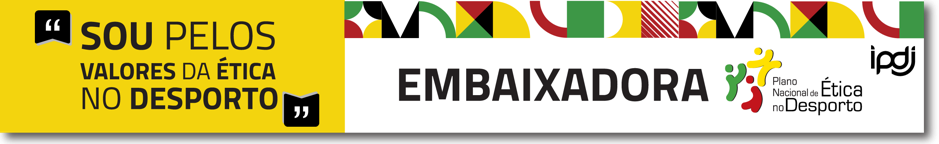 “
SOU PELOS
VALORES DA ÉTICA
NO DESPORTO
”
EMBAIXADORA
Plano
Nacional de Ética
no Desporto
ipdj